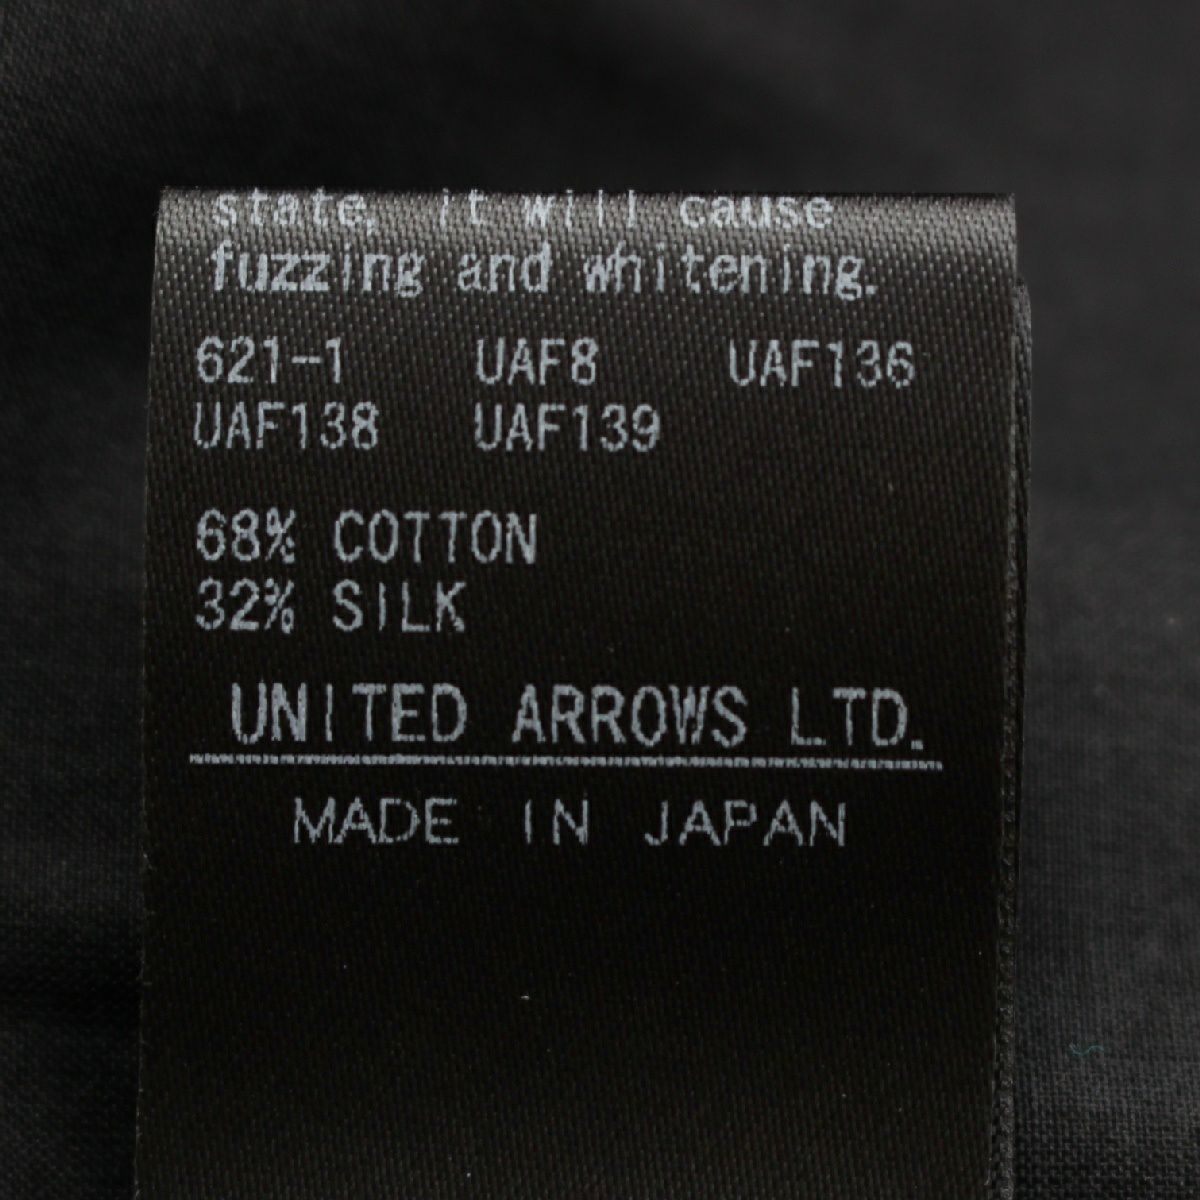 state, it will cause
fuzzing and whitening.
621-1 UAF8 UAF136
UAF138 UAF139
68% COTTON
32% SILK
UNITED ARROWS LTD.
MADE IN JAPAN